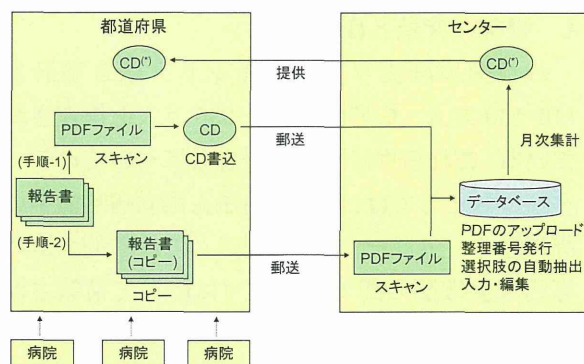 都道府県
センター
CD(*)
提供
CD(*)
PDFファイル
スキャン
CD
CD書込
郵送
月次集計
(手順-1)
報告書
(手順-2)
データベース
PDFのアップロード
整理番号発行
選択肢の自動抽出
入力・編集
報告書
(コピー)
コピー
郵送
PDFファイル
スキャン
病院
病院
病院